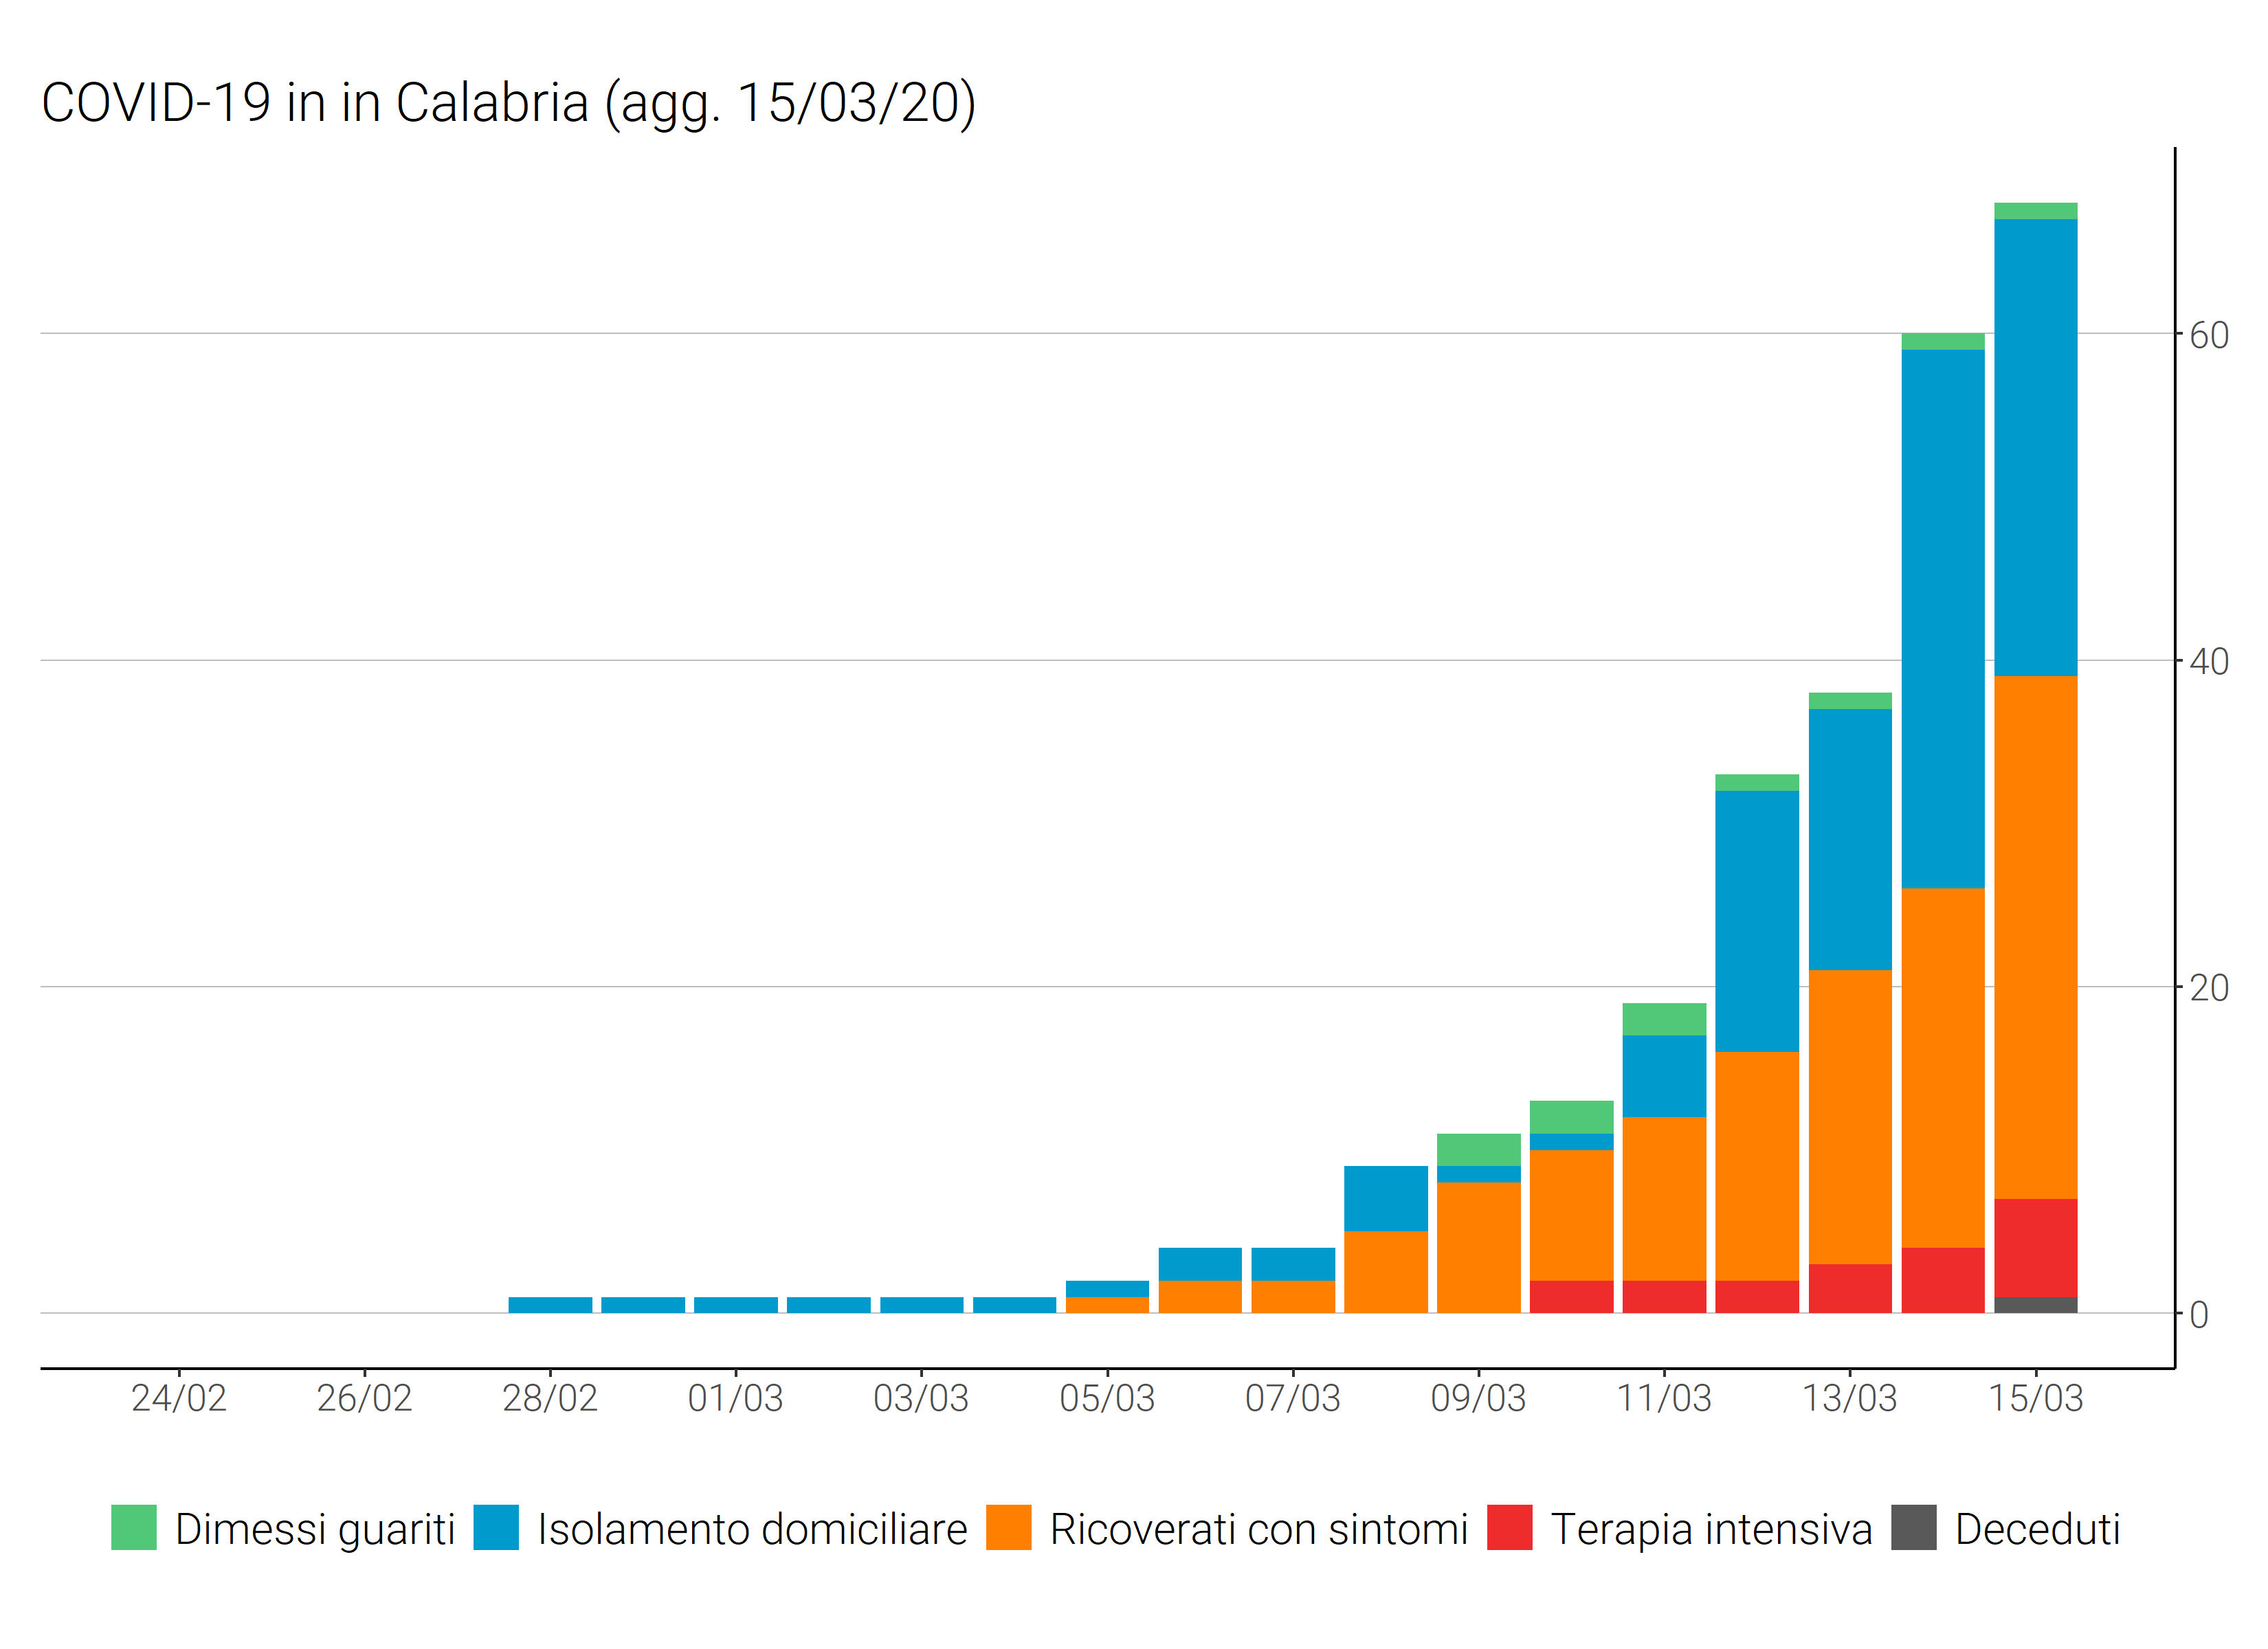 COVID-19 in in Calabria (agg. 15/03/20)
60
40
20
0
24/02 26/02 28/02 01/03 03/03 05/03 07/03 09/03 11/03 13/03 15/03
Dimessi guariti Isolamento domiciliare Ricoverati con sintomi Terapia intensiva Deceduti